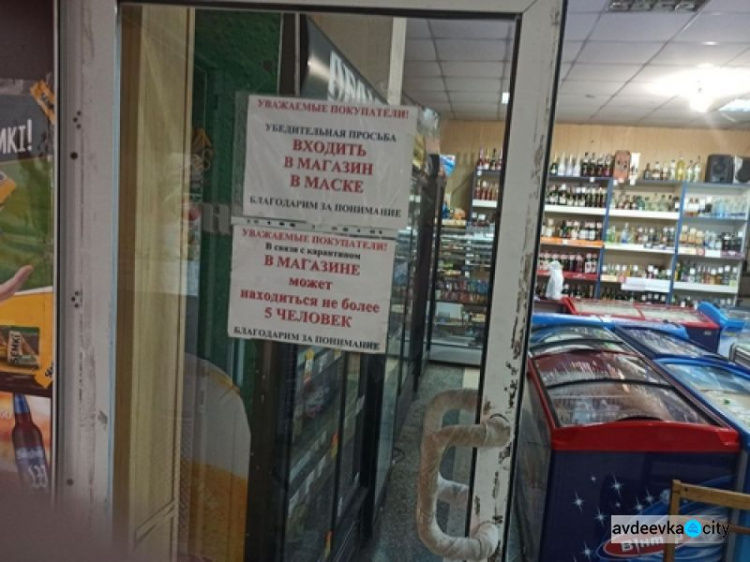 УВАЖАЕМЫЕ ПОКУПАТЕЛИ!
УБЕДИТЕЛЬНАЯ ПРОСЬБА
ВХОДИТЬ
В МАГАЗИН
В МАСКЕ
БЛАГОДАРИМ ЗА ПОНИМАНИЕ
УВАЖАЕМЫЕ ПОКУПАТЕЛИ!
В связи с карантином
В МАГАЗИНЕ
может
находиться не более
5 ЧЕЛОВЕК
БЛАГОДАРИМ ЗА ПОНИМАНИЕ
avdeevka city